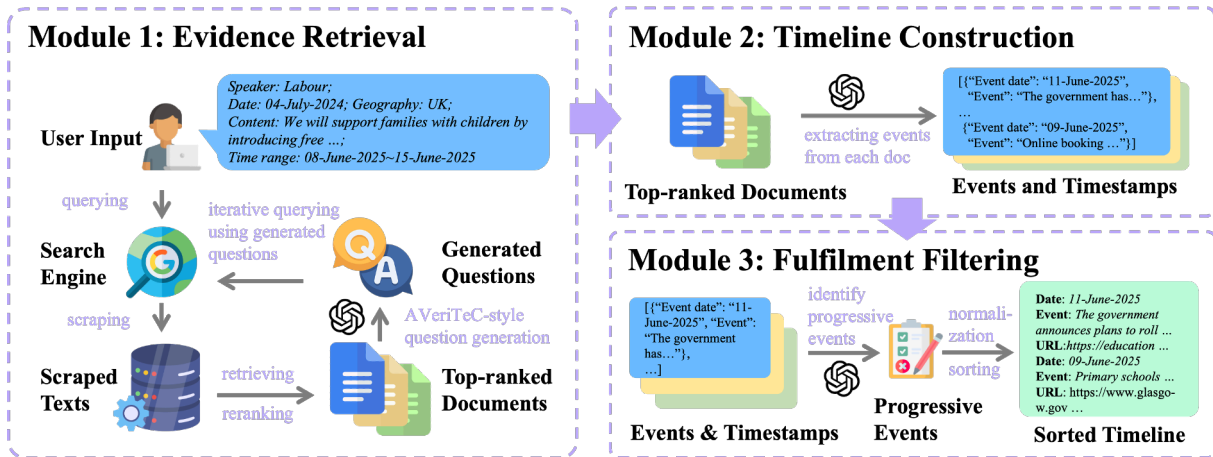 Module 1: Evidence Retrieval
Speaker: Labour;
Date: 04-July-2024; Geography: UK;
Content: We will support families with children by
introducing free …;
Time range: 08-June-2025~15-June-2025
User Input
querying
iterative querying
using generated
questions
Search
Engine
G
Q
A
Generated
Questions
scraping
AVeriTeC-style
question generation
Scraped
Texts
retrieving
reranking
Top-ranked
Documents
Module 2: Timeline Construction
extracting events
from each doc
[{“Event date”: “11-June-2025”,
“Event”: “The government has…”},
…
{“Event date”: “09-June-2025”,
“Event”: “Online booking …”}]
Top-ranked Documents
Events and Timestamps
Module 3: Fulfilment Filtering
[{“Event date”: “11-
June-2025”, “Event”:
“The government
has…”},
…]
Events & Timestamps
identify
progressive
events
Progressive
Events
normali-
zation
sorting
Date: 11-June-2025
Event: The government
announces plans to roll …
URL:https://education …
Date: 09-June-2025
Event: Primary schools …
URL: https://www.glasgo-
w.gov …
Sorted Timeline